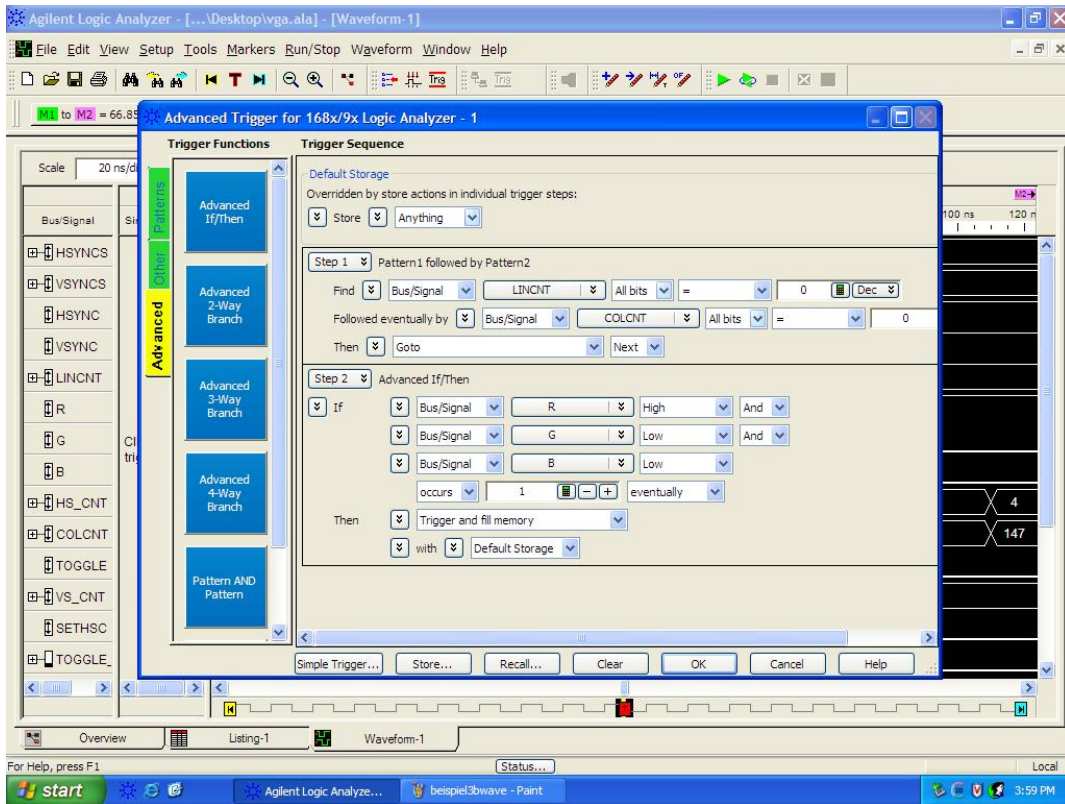 Agilent Logic Analyzer - [...\Desktop\vga.ala] - [Waveform-1]
File Edit View Setup Tools Markers Run/Stop Waveform Window Help
M1 to M2 = 66.85
Advanced Trigger for 168x/9x Logic Analyzer - 1
Trigger Functions Trigger Sequence
Scale 20 ns/di
Bus/Signal Si
HSYNCS
VSYNCS
HSYNC
VSYNC
LINCNT
R
G
B
HS_CNT
COLCNT
TOGGLE
VS_CNT
SETHSC
TOGGLE_
Cl
trig
Patterns
Other
Advanced
Advanced
If/Then
Advanced
2-Way
Branch
Advanced
3-Way
Branch
Advanced
4-Way
Branch
Pattern AND
Pattern
Default Storage
Overridden by store actions in individual trigger steps:
Store Anything
Step 1 Pattern1 followed by Pattern2
Find Bus/Signal LINCNT All bits = 0 Dec
Followed eventually by Bus/Signal COLCNT All bits = 0
Then Goto Next
Step 2 Advanced If/Then
If Bus/Signal R High And
Bus/Signal G Low And
Bus/Signal B Low
occurs 1 eventually
Then Trigger and fill memory
with Default Storage
Simple Trigger... Store... Recall... Clear OK Cancel Help
M2
100 ns 120 n
4
147
T
Overview Listing-1 Waveform-1
For Help, press F1 Status... Local
start Agilent Logic Analyze... beispiel3bwave - Paint 3:59 PM